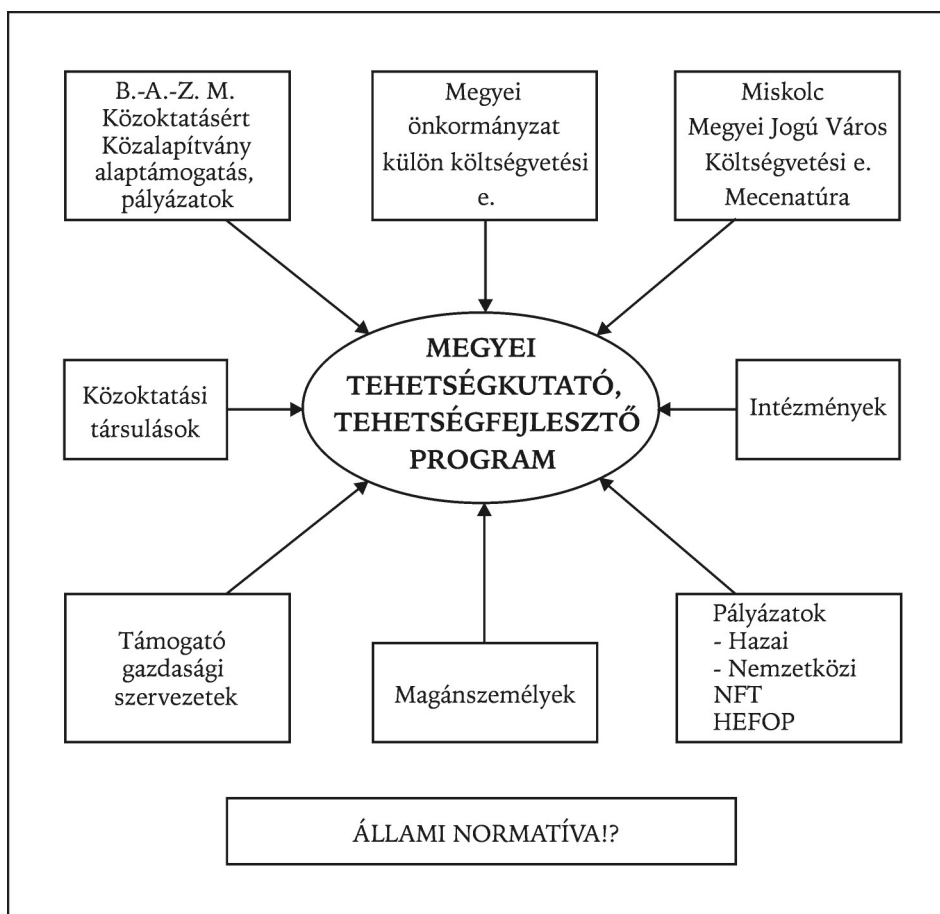 B.-A.-Z. M.
Közoktatásért
Közalapítvány
alaptámogatás,
pályázatok
Megyei
önkormányzat
külön költségvetési
e.
Miskolc
Megyei Jogú Város
Költségvetési e.
Mecenatúra
Közoktatási
társulások
MEGYEI
TEHETSÉGKUTATÓ,
TEHETSÉGFEJLESZTŐ
PROGRAM
Intézmények
Támogató
gazdasági
szervezetek
Magánszemélyek
Pályázatok
- Hazai
- Nemzetközi
NFT
HEFOP
ÁLLAMI NORMATÍVA!?